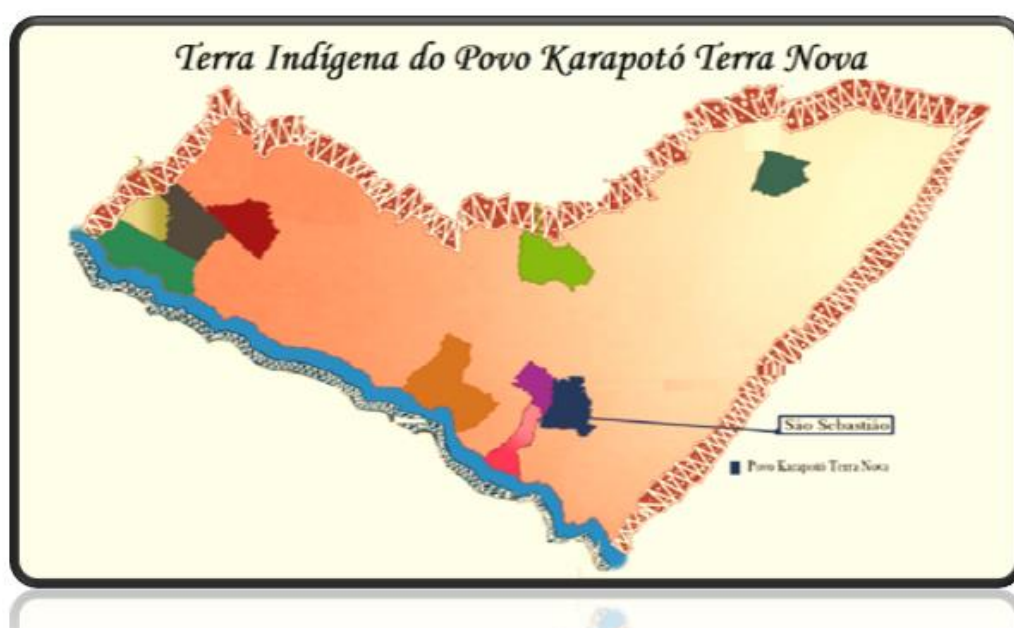 Terra Indígena do Povo Karapotó Terra Nova
São Sebastião
Povo Karapotó Terra Nova